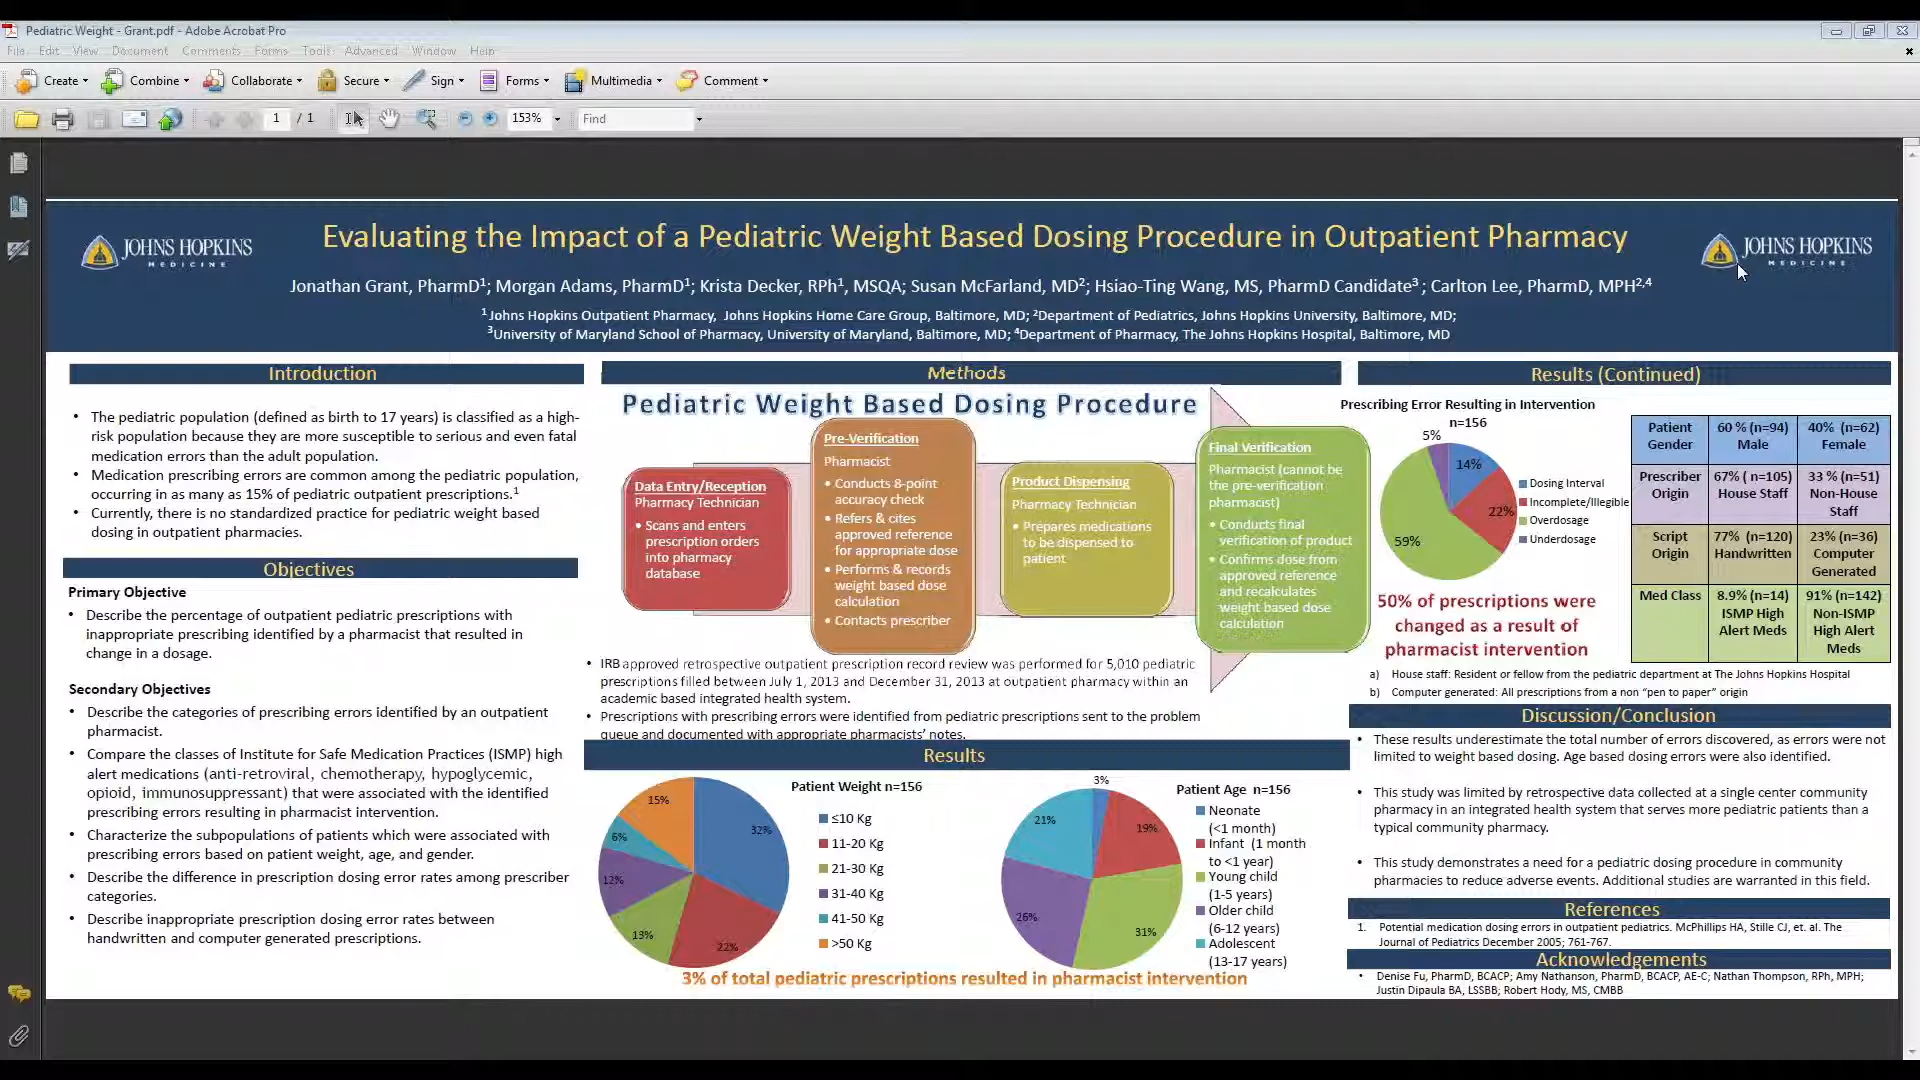 Pediatric Weight - Grant.pdf - Adobe Acrobat Pro
File Edit View Document Comments Forms Tools Advanced Window Help
Create Combine Collaborate Secure Sign Forms Multimedia Comment
1 / 1 153% Find
JOHNS HOPKINS
MEDICINE
Evaluating the Impact of a Pediatric Weight Based Dosing Procedure in Outpatient Pharmacy
JOHNS HOPKINS
MEDICINE
Jonathan Grant, PharmD¹; Morgan Adams, PharmD¹; Krista Decker, RPh¹, MSQA; Susan McFarland, MD²; Hsiao-Ting Wang, MS, PharmD Candidate³ ; Carlton Lee, PharmD, MPH²,⁴
¹ Johns Hopkins Outpatient Pharmacy, Johns Hopkins Home Care Group, Baltimore, MD; ²Department of Pediatrics, Johns Hopkins University, Baltimore, MD;
³University of Maryland School of Pharmacy, University of Maryland, Baltimore, MD; ⁴Department of Pharmacy, The Johns Hopkins Hospital, Baltimore, MD
Introduction
• The pediatric population (defined as birth to 17 years) is classified as a high-
risk population because they are more susceptible to serious and even fatal
medication errors than the adult population.
• Medication prescribing errors are common among the pediatric population,
occurring in as many as 15% of pediatric outpatient prescriptions.¹
• Currently, there is no standardized practice for pediatric weight based
dosing in outpatient pharmacies.
Objectives
Primary Objective
• Describe the percentage of outpatient pediatric prescriptions with
inappropriate prescribing identified by a pharmacist that resulted in
change in a dosage.
Secondary Objectives
• Describe the categories of prescribing errors identified by an outpatient
pharmacist.
• Compare the classes of Institute for Safe Medication Practices (ISMP) high
alert medications (anti-retroviral, chemotherapy, hypoglycemic,
opioid, immunosuppressant) that were associated with the identified
prescribing errors resulting in pharmacist intervention.
• Characterize the subpopulations of patients which were associated with
prescribing errors based on patient weight, age, and gender.
• Describe the difference in prescription dosing error rates among prescriber
categories.
• Describe inappropriate prescription dosing error rates between
handwritten and computer generated prescriptions.
Methods
Pediatric Weight Based Dosing Procedure
Data Entry/Reception
Pharmacy Technician
• Scans and enters
prescription orders
into pharmacy
database
Pre-Verification
Pharmacist
• Conducts 8-point
accuracy check
• Refers & cites
approved reference
for appropriate dose
• Performs & records
weight based dose
calculation
• Contacts prescriber
Product Dispensing
Pharmacy Technician
• Prepares medications
to be dispensed to
patient
Final Verification
Pharmacist (cannot be
the pre-verification
pharmacist)
• Conducts final
verification of product
• Confirms dose from
approved reference
and recalculates
weight based dose
calculation
• IRB approved retrospective outpatient prescription record review was performed for 5,010 pediatric
prescriptions filled between July 1, 2013 and December 31, 2013 at outpatient pharmacy within an
academic based integrated health system.
• Prescriptions with prescribing errors were identified from pediatric prescriptions sent to the problem
queue and documented with appropriate pharmacists' notes.
Results
Patient Weight n=156
32%
22%
13%
12%
6%
15%
≤10 Kg
11-20 Kg
21-30 Kg
31-40 Kg
41-50 Kg
>50 Kg
Patient Age n=156
3%
19%
31%
26%
21%
Neonate
(<1 month)
Infant (1 month
to <1 year)
Young child
(1-5 years)
Older child
(6-12 years)
Adolescent
(13-17 years)
3% of total pediatric prescriptions resulted in pharmacist intervention
Results (Continued)
Prescribing Error Resulting in Intervention
n=156
5%
14%
22%
59%
Dosing Interval
Incomplete/Illegible
Overdosage
Underdosage
50% of prescriptions were
changed as a result of
pharmacist intervention
Patient Gender 60 % (n=94) Male 40% (n=62) Female
Prescriber Origin 67% ( n=105) House Staff 33 % (n=51) Non-House Staff
Script Origin 77% (n=120) Handwritten 23% (n=36) Computer Generated
Med Class 8.9% (n=14) ISMP High Alert Meds 91% (n=142) Non-ISMP High Alert Meds
a) House staff: Resident or fellow from the pediatric department at The Johns Hopkins Hospital
b) Computer generated: All prescriptions from a non “pen to paper” origin
Discussion/Conclusion
• These results underestimate the total number of errors discovered, as errors were not
limited to weight based dosing. Age based dosing errors were also identified.
• This study was limited by retrospective data collected at a single center community
pharmacy in an integrated health system that serves more pediatric patients than a
typical community pharmacy.
• This study demonstrates a need for a pediatric dosing procedure in community
pharmacies to reduce adverse events. Additional studies are warranted in this field.
References
1. Potential medication dosing errors in outpatient pediatrics. McPhillips HA, Stille CJ, et. al. The
Journal of Pediatrics December 2005; 761-767.
Acknowledgements
• Denise Fu, PharmD, BCACP; Amy Nathanson, PharmD, BCACP, AE-C; Nathan Thompson, RPh, MPH;
Justin Dipaula BA, LSSBB; Robert Hody, MS, CMBB